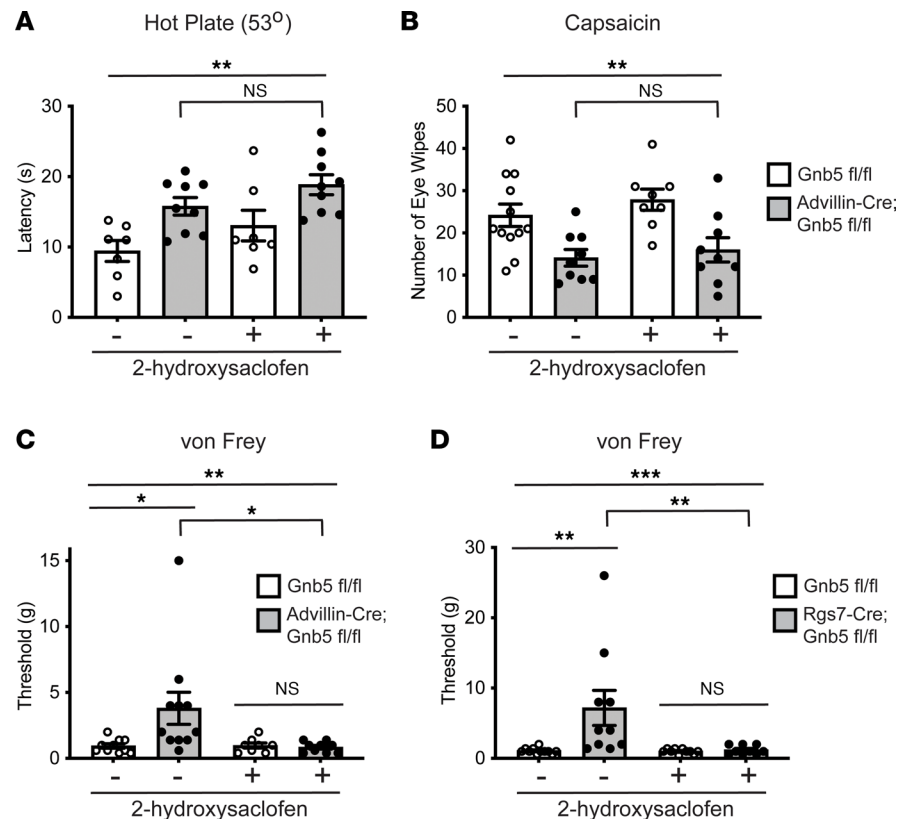 A
Hot Plate (53o)
**
NS
30
20
10
0
Latency (s)
- - + +
2-hydroxysaclofen
B
Capsaicin
**
NS
50
40
30
20
10
0
Number of Eye Wipes
- - + +
2-hydroxysaclofen
Gnb5 fl/fl
Advillin-Cre;
Gnb5 fl/fl
C
von Frey
**
*
*
15
10
5
0
Threshold (g)
Gnb5 fl/fl
Advillin-Cre;
Gnb5 fl/fl
NS
- - + +
2-hydroxysaclofen
D
von Frey
***
**
**
30
20
10
0
Threshold (g)
Gnb5 fl/fl
Rgs7-Cre;
Gnb5 fl/fl
NS
- - + +
2-hydroxysaclofen